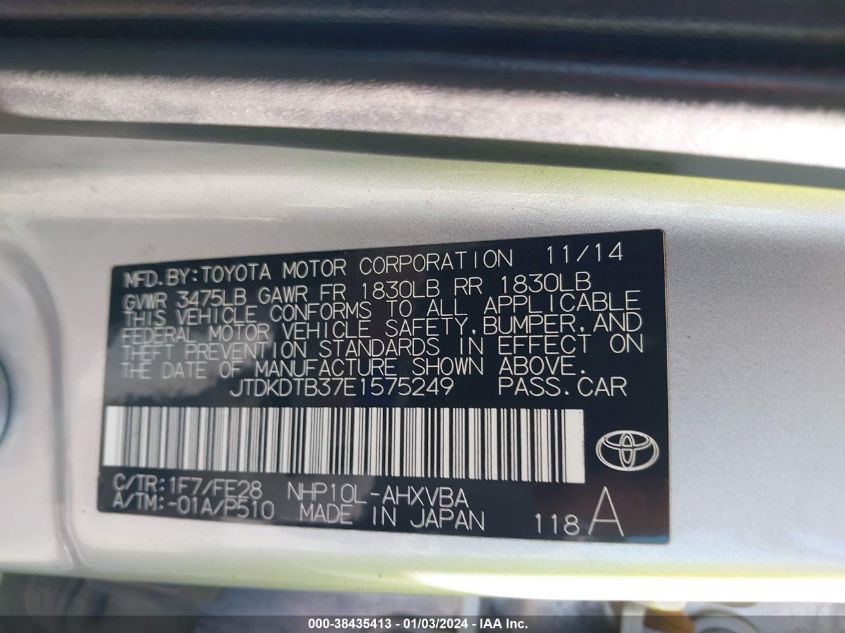 MFD.BY:TOYOTA MOTOR CORPORATION 11/14
GVWR 3475LB GAWR FR 1830LB RR 1830LB
THIS VEHICLE CONFORMS TO ALL APPLICABLE
FEDERAL MOTOR VEHICLE SAFETY,BUMPER,AND
THEFT PREVENTION STANDARDS IN EFFECT ON
THE DATE OF MANUFACTURE SHOWN ABOVE.
JTDKDTB37E1575249 PASS.CAR
C/TR:1F7/FE28 NHP10L-AHXVBA
A/TM:-01A/P510 MADE IN JAPAN 118 A
000-38435413 - 01/03/2024 - IAA Inc.